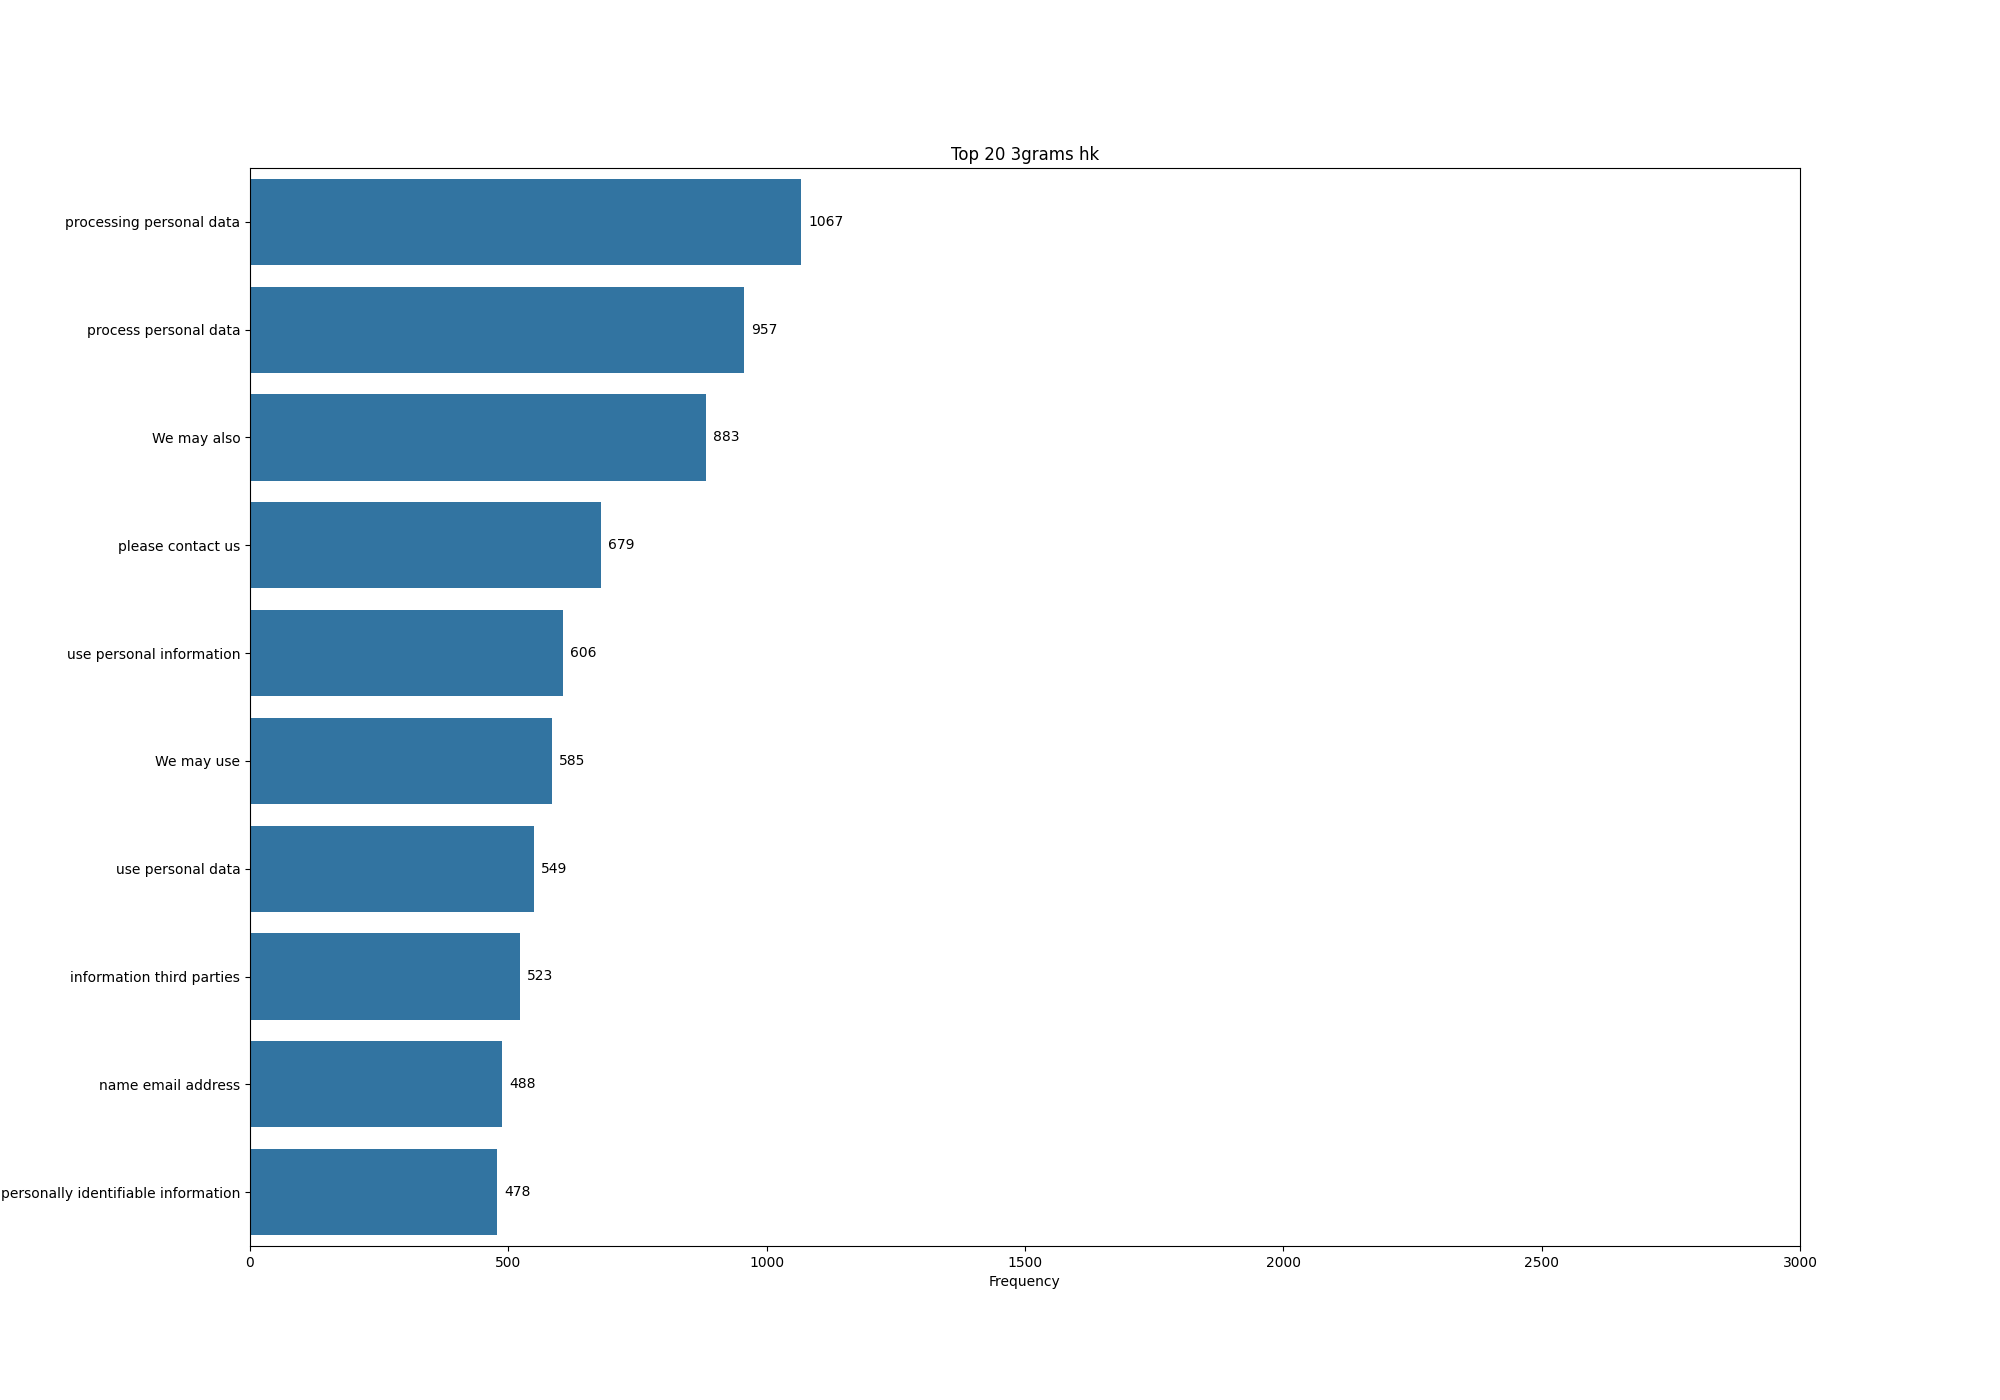 Top 20 3grams hk
processing personal data 1067
process personal data 957
We may also 883
please contact us 679
use personal information 606
We may use 585
use personal data 549
information third parties 523
name email address 488
personally identifiable information 478
0 500 1000 1500 2000 2500 3000
Frequency